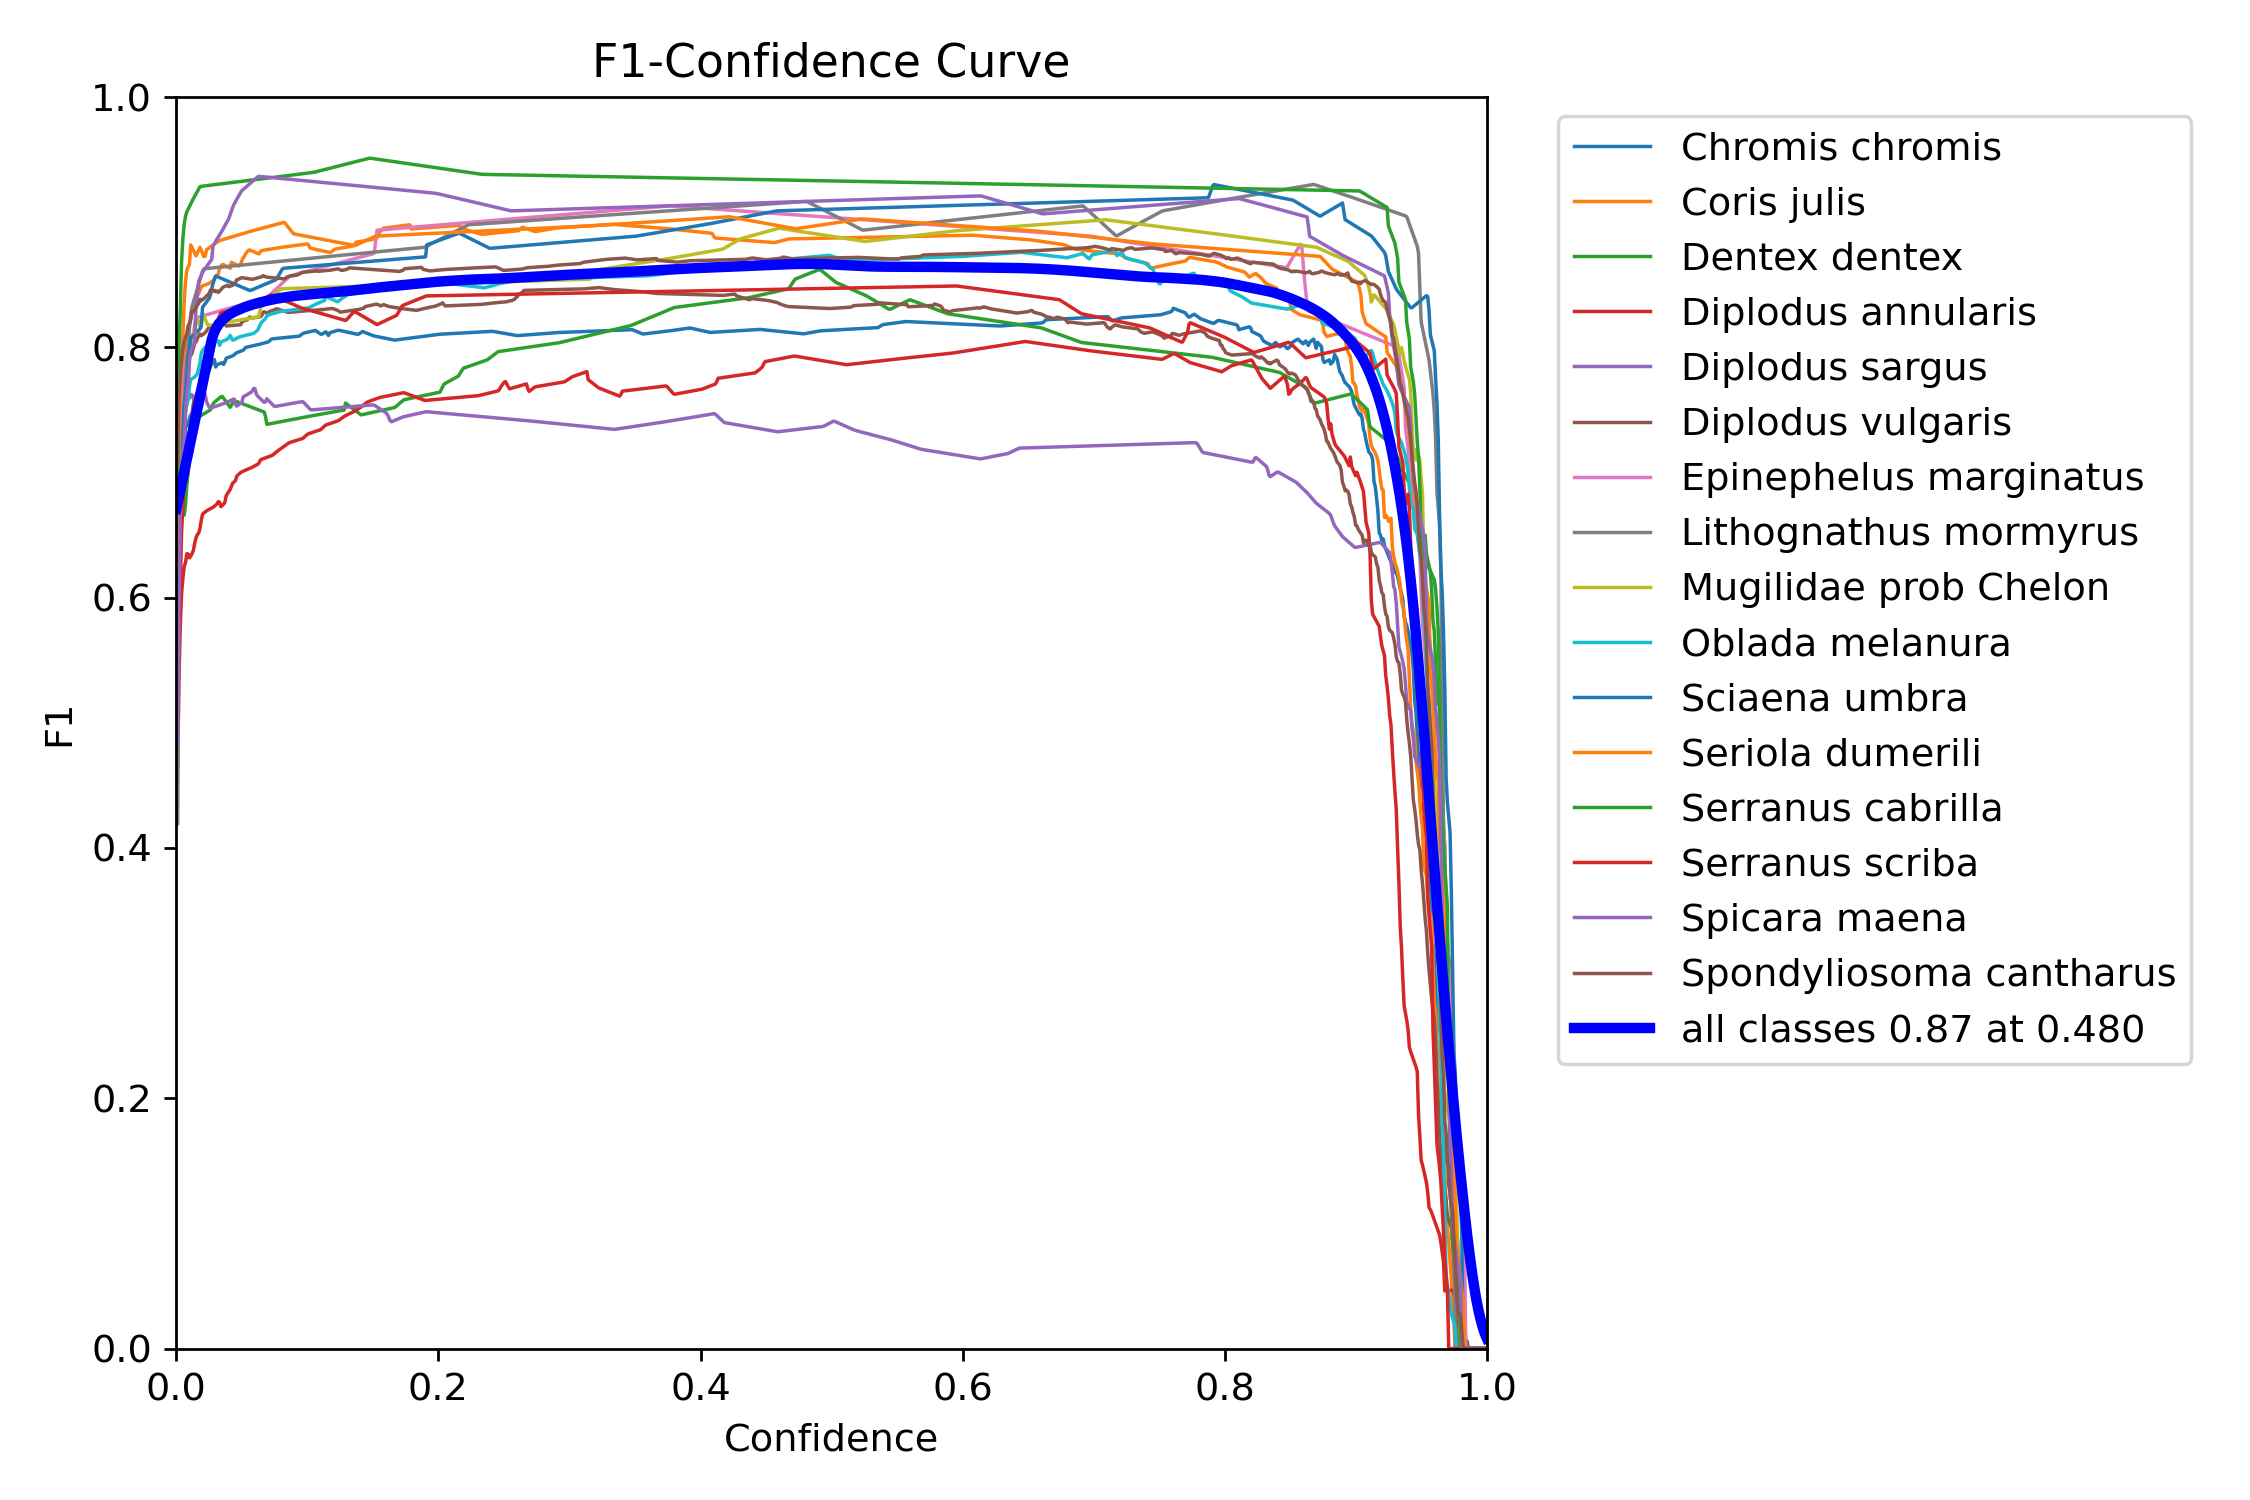 F1-Confidence Curve
1.0
0.8
0.6
0.4
0.2
0.0
F1
0.0 0.2 0.4 0.6 0.8 1.0
Confidence
Chromis chromis
Coris julis
Dentex dentex
Diplodus annularis
Diplodus sargus
Diplodus vulgaris
Epinephelus marginatus
Lithognathus mormyrus
Mugilidae prob Chelon
Oblada melanura
Sciaena umbra
Seriola dumerili
Serranus cabrilla
Serranus scriba
Spicara maena
Spondyliosoma cantharus
all classes 0.87 at 0.480